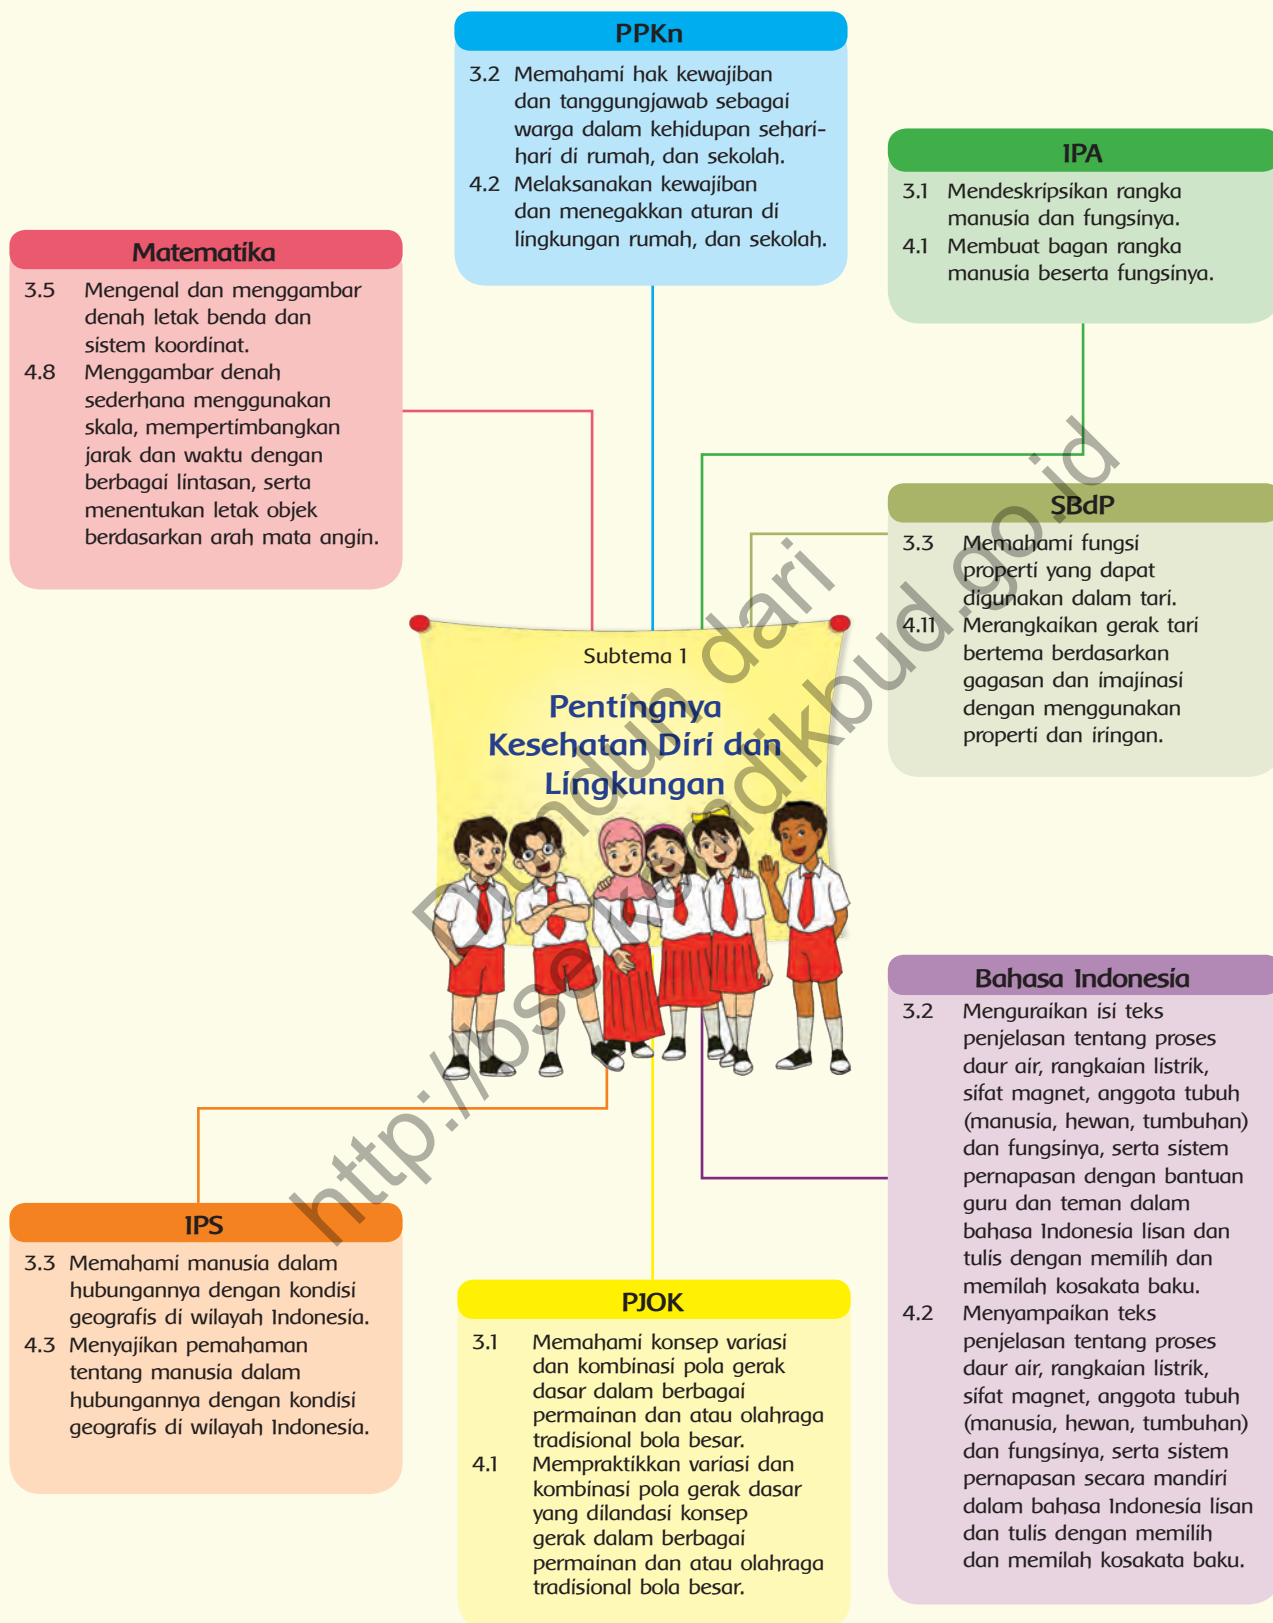 PPKn
3.2 Memahami hak kewajiban
dan tanggungjawab sebagai
warga dalam kehidupan sehari-
hari di rumah, dan sekolah.
4.2 Melaksanakan kewajiban
dan menegakkan aturan di
lingkungan rumah, dan sekolah.
IPA
3.1 Mendeskripsikan rangka
manusia dan fungsinya.
4.1 Membuat bagan rangka
manusia beserta fungsinya.
Matematika
3.5 Mengenal dan menggambar
denah letak benda dan
sistem koordinat.
4.8 Menggambar denah
sederhana menggunakan
skala, mempertimbangkan
jarak dan waktu dengan
berbagai lintasan, serta
menentukan letak objek
berdasarkan arah mata angin.
SBdP
3.3 Memahami fungsi
properti yang dapat
digunakan dalam tari.
4.11 Merangkaikan gerak tari
bertema berdasarkan
gagasan dan imajinasi
dengan menggunakan
properti dan iringan.
Subtema 1
Pentingnya
Kesehatan Diri dan
Lingkungan
Bahasa Indonesia
3.2 Menguraikan isi teks
penjelasan tentang proses
daur air, rangkaian listrik,
sifat magnet, anggota tubuh
(manusia, hewan, tumbuhan)
dan fungsinya, serta sistem
pernapasan dengan bantuan
guru dan teman dalam
bahasa Indonesia lisan dan
tulis dengan memilih dan
memilah kosakata baku.
4.2 Menyampaikan teks
penjelasan tentang proses
daur air, rangkaian listrik,
sifat magnet, anggota tubuh
(manusia, hewan, tumbuhan)
dan fungsinya, serta sistem
pernapasan secara mandiri
dalam bahasa Indonesia lisan
dan tulis dengan memilih
dan memilah kosakata baku.
IPS
3.3 Memahami manusia dalam
hubungannya dengan kondisi
geografis di wilayah Indonesia.
4.3 Menyajikan pemahaman
tentang manusia dalam
hubungannya dengan kondisi
geografis di wilayah Indonesia.
PJOK
3.1 Memahami konsep variasi
dan kombinasi pola gerak
dasar dalam berbagai
permainan dan atau olahraga
tradisional bola besar.
4.1 Mempraktikkan variasi dan
kombinasi pola gerak dasar
yang dilandasi konsep
gerak dalam berbagai
permainan dan atau olahraga
tradisional bola besar.
Diunduh dari
http://bse.kemdikbud.go.id